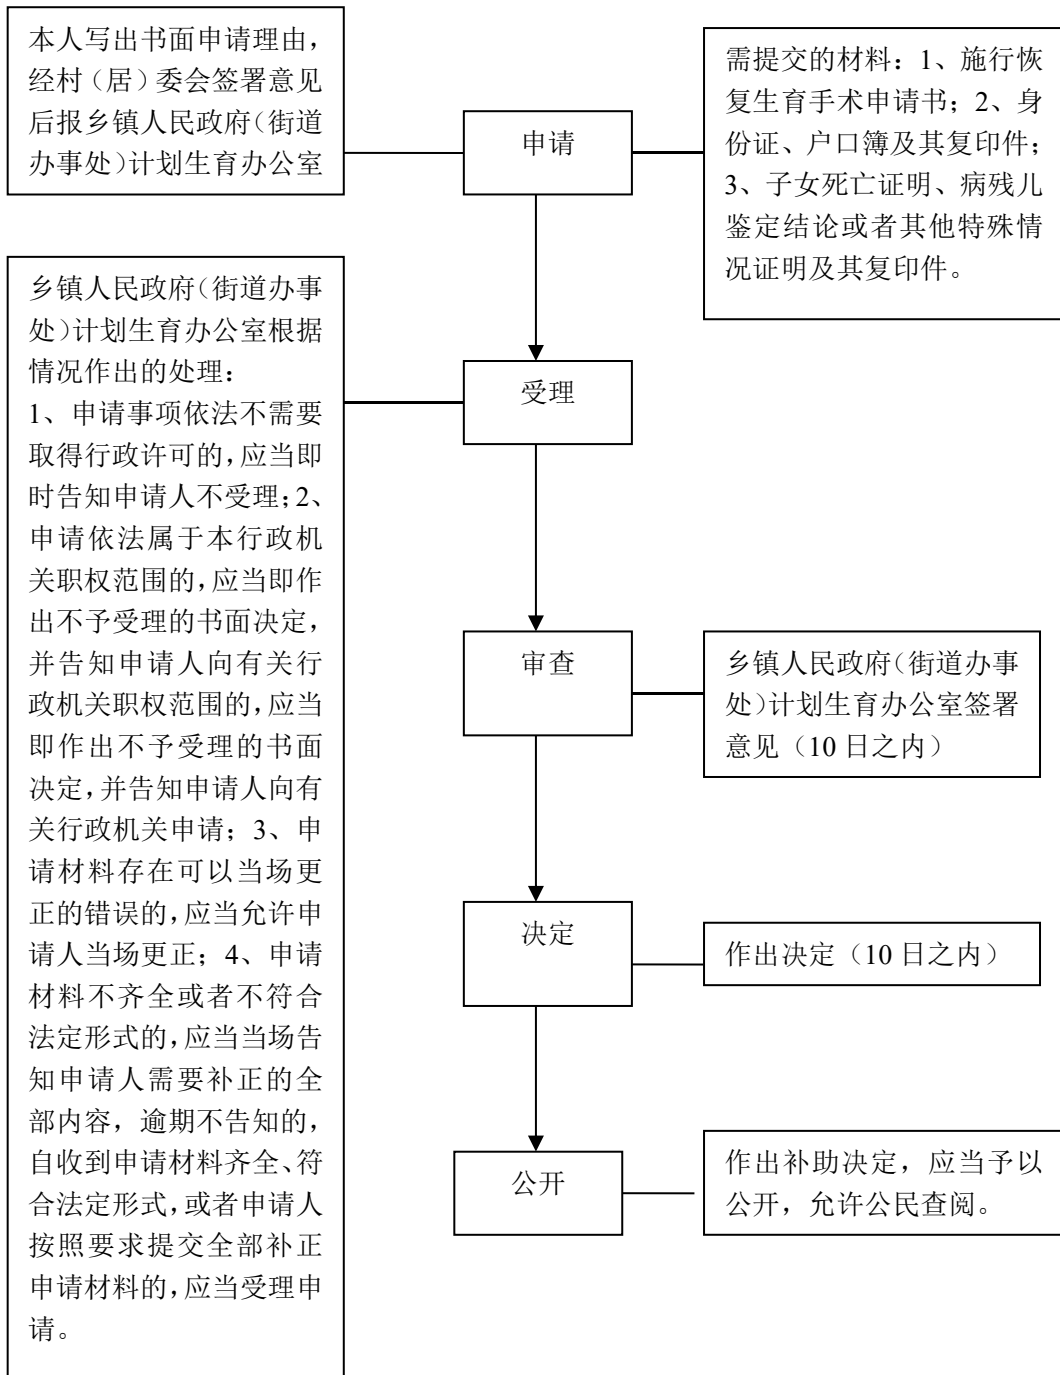 本人写出书面申请理由，
经村（居）委会签署意见
后报乡镇人民政府（街道
办事处）计划生育办公室
申请
需提交的材料：1、施行恢
复生育手术申请书；2、身
份证、户口簿及其复印件；
3、子女死亡证明、病残儿
鉴定结论或者其他特殊情
况证明及其复印件。
乡镇人民政府（街道办事
处）计划生育办公室根据
情况作出的处理：
1、申请事项依法不需要
取得行政许可的，应当即
时告知申请人不受理；2、
申请依法属于本行政机
关职权范围的，应当即作
出不予受理的书面决定，
并告知申请人向有关行
政机关职权范围的，应当
即作出不予受理的书面
决定，并告知申请人向有
关行政机关申请；3、申
请材料存在可以当场更
正的错误的，应当允许申
请人当场更正；4、申请
材料不齐全或者不符合
法定形式的，应当当场告
知申请人需要补正的全
部内容，逾期不告知的，
自收到申请材料齐全、符
合法定形式，或者申请人
按照要求提交全部补正
申请材料的，应当受理申
请。
受理
审查
乡镇人民政府（街道办事
处）计划生育办公室签署
意见（10 日之内）
决定
作出决定（10 日之内）
公开
作出补助决定，应当予以
公开，允许公民查阅。